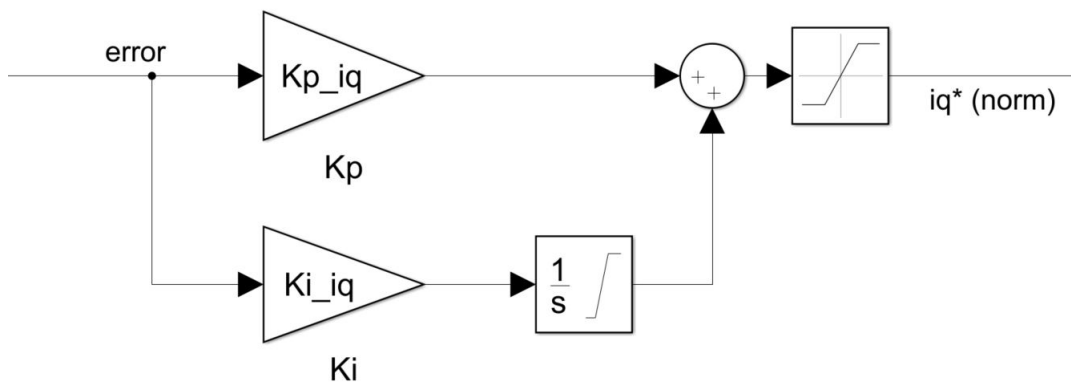 error
Kp_iq
+
+
iq* (norm)
Kp
Ki_iq
1
s
Ki